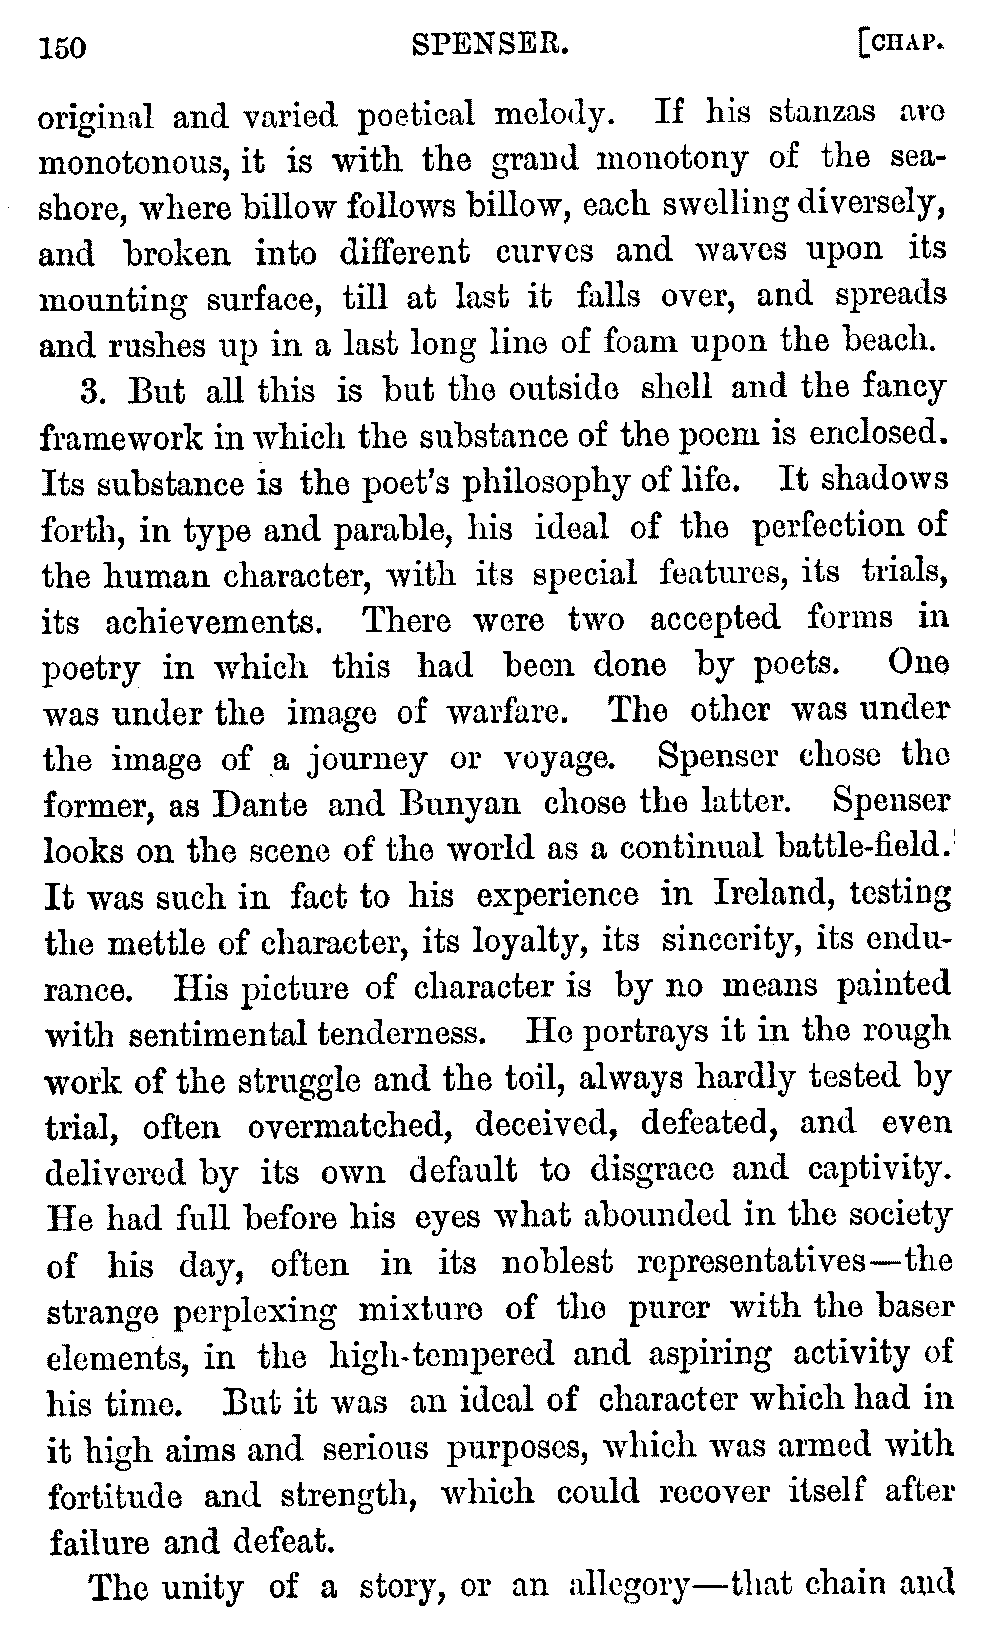 150 SPENSER. [CHAP.
original and varied poetical melody. If his stanzas are
monotonous, it is with the grand monotony of the sea-
shore, where billow follows billow, each swelling diversely,
and broken into different curves and waves upon its
mounting surface, till at last it falls over, and spreads
and rushes up in a last long line of foam upon the beach.
3. But all this is but the outside shell and the fancy
framework in which the substance of the poem is enclosed.
Its substance is the poet's philosophy of life. It shadows
forth, in type and parable, his ideal of the perfection of
the human character, with its special features, its trials,
its achievements. There were two accepted forms in
poetry in which this had been done by poets. One
was under the image of warfare. The other was under
the image of a journey or voyage. Spenser chose the
former, as Dante and Bunyan chose the latter. Spenser
looks on the scene of the world as a continual battle-field.
It was such in fact to his experience in Ireland, testing
the mettle of character, its loyalty, its sincerity, its endu-
rance. His picture of character is by no means painted
with sentimental tenderness. He portrays it in the rough
work of the struggle and the toil, always hardly tested by
trial, often overmatched, deceived, defeated, and even
delivered by its own default to disgrace and captivity.
He had full before his eyes what abounded in the society
of his day, often in its noblest representatives—the
strange perplexing mixture of the purer with the baser
elements, in the high-tempered and aspiring activity of
his time. But it was an ideal of character which had in
it high aims and serious purposes, which was armed with
fortitude and strength, which could recover itself after
failure and defeat.
The unity of a story, or an allegory—that chain and